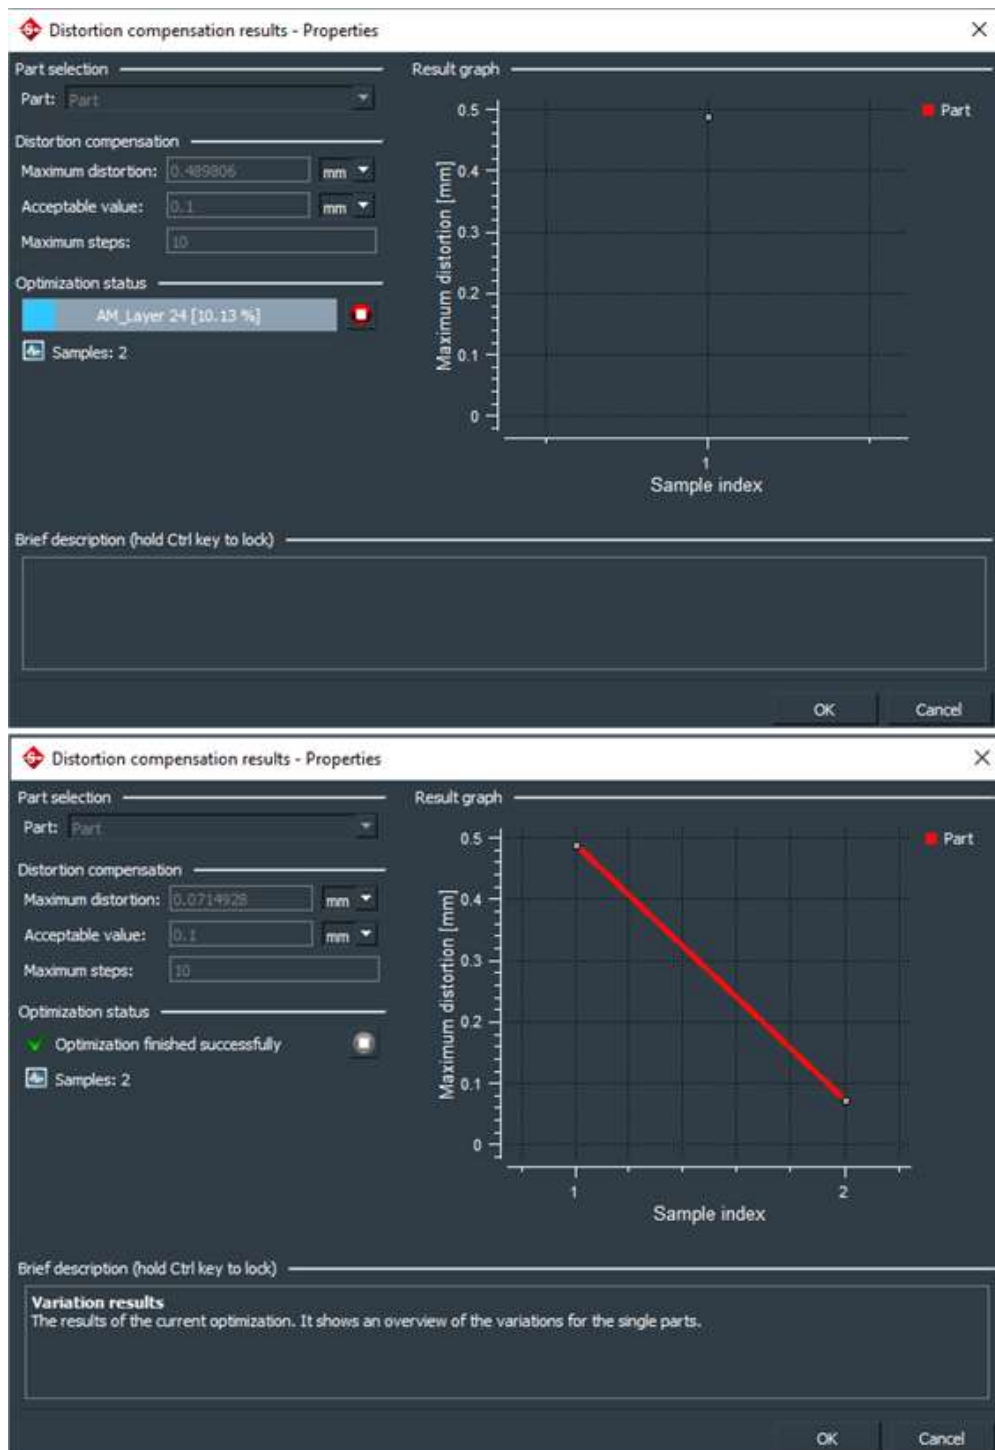 Distortion compensation results - Properties
Part selection
Part: Part
Distortion compensation
Maximum distortion: 0.489806 mm
Acceptable value: 0.1 mm
Maximum steps: 10
Optimization status
AM_Layer 24 [10.13 %]
Samples: 2
Result graph
Part
Maximum distortion [mm]
0.5
0.4
0.3
0.2
0.1
0
1
Sample index
Brief description (hold Ctrl key to lock)
OK Cancel
Distortion compensation results - Properties
Part selection
Part: Part
Distortion compensation
Maximum distortion: 0.0714928 mm
Acceptable value: 0.1 mm
Maximum steps: 10
Optimization status
Optimization finished successfully
Samples: 2
Result graph
Part
Maximum distortion [mm]
0.5
0.4
0.3
0.2
0.1
0
1 2
Sample index
Brief description (hold Ctrl key to lock)
Variation results
The results of the current optimization. It shows an overview of the variations for the single parts.
OK Cancel